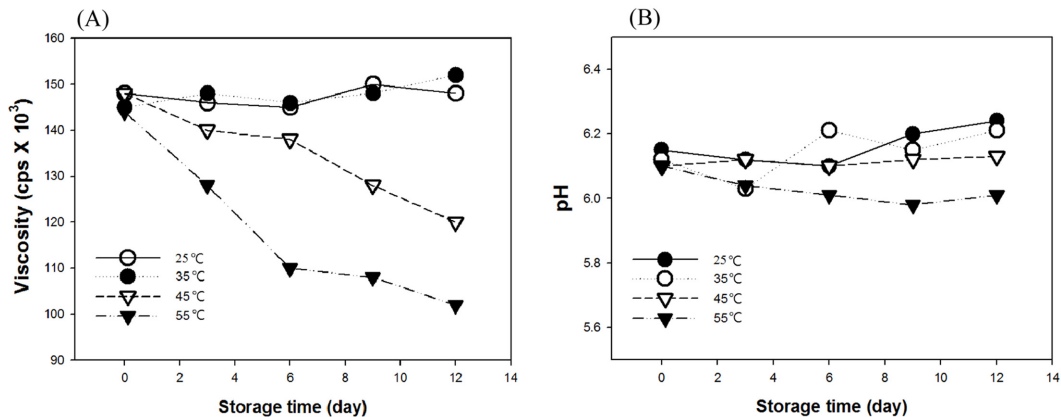 (A)
Viscosity (cps X 10³)
160
150
140
130
120
110
100
90
25℃
35℃
45℃
55℃
0 2 4 6 8 10 12 14
Storage time (day)
(B)
pH
6.4
6.2
6.0
5.8
5.6
25℃
35℃
45℃
55℃
0 2 4 6 8 10 12 14
Storage time (day)